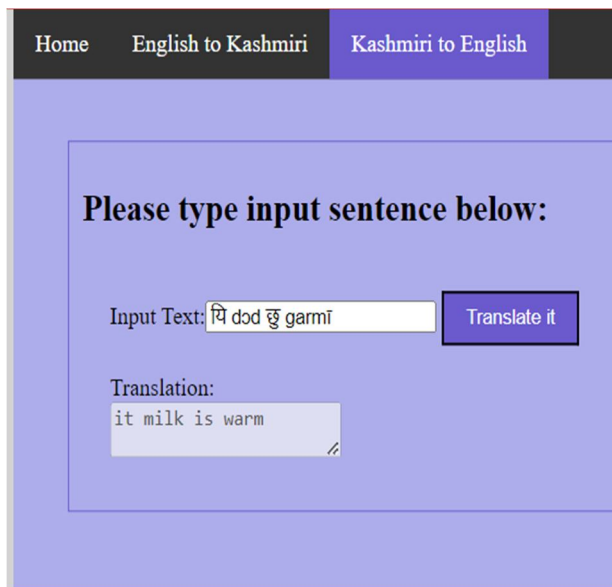 Home English to Kashmiri Kashmiri to English
Please type input sentence below:
Input Text: यि dɔd छु garmī Translate it
Translation:
it milk is warm